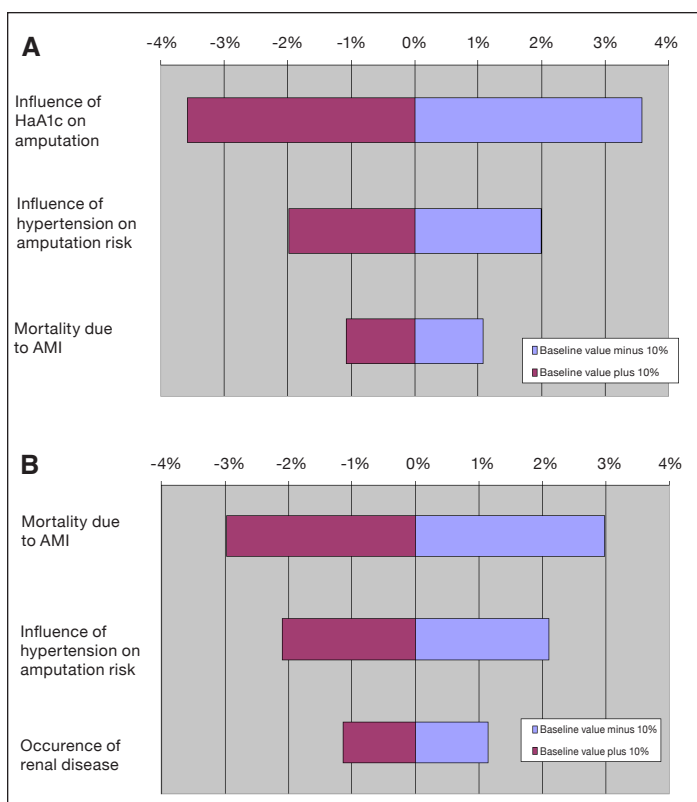 A
-4% -3% -2% -1% 0% 1% 2% 3% 4%
Influence of
HaA1c on
amputation
Influence of
hypertension on
amputation risk
Mortality due
to AMI
Baseline value minus 10%
Baseline value plus 10%
B
-4% -3% -2% -1% 0% 1% 2% 3% 4%
Mortality due
to AMI
Influence of
hypertension on
amputation risk
Occurence of
renal disease
Baseline value minus 10%
Baseline value plus 10%